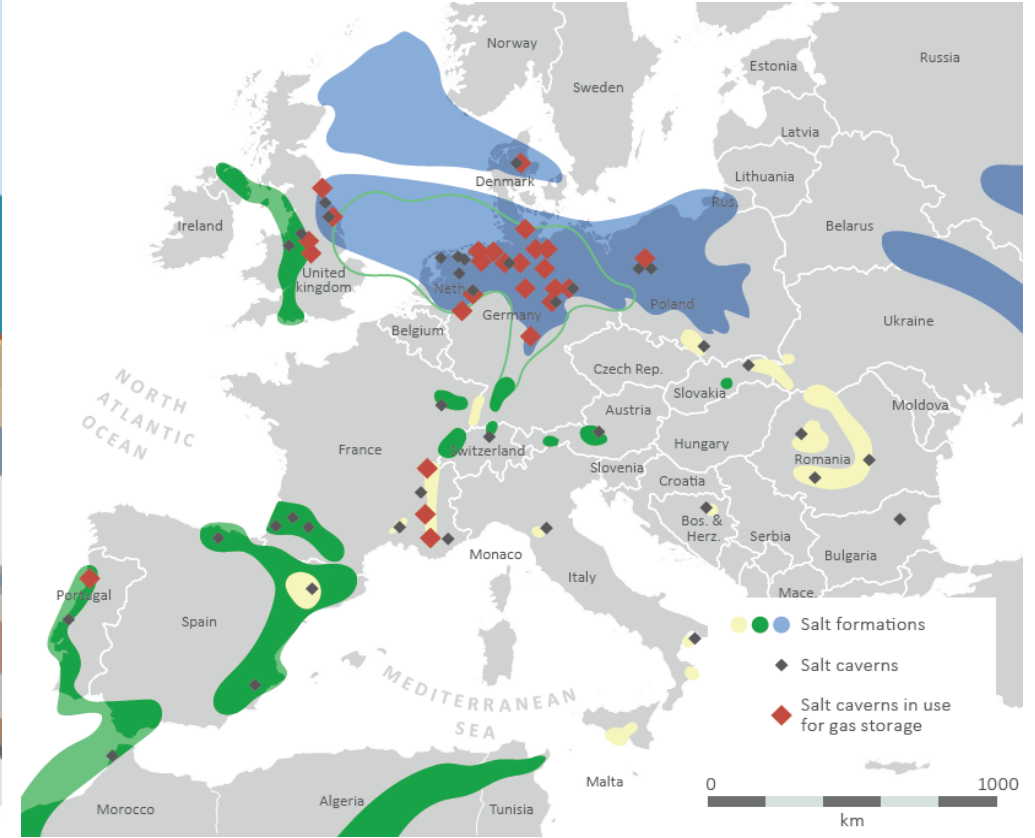 Norway
Russia
Estonia
Sweden
Latvia
Denmark
Lithuania
Rus.
Ireland
Belarus
United
kingdom
Neth.
Poland
Germany
Ukraine
Belgium
Czech Rep.
NORTH
ATLANTIC
OCEAN
Slovakia
Moldova
Austria
France
Switzerland
Hungary
Romania
Slovenia
Croatia
Bos. &
Herz.
Serbia
Monaco
Bulgaria
Italy
Mace.
Portugal
Spain
Salt formations
Salt caverns
MEDITERRANEAN
SEA
Salt caverns in use
for gas storage
Malta
0
1000
km
Morocco
Algeria
Tunisia